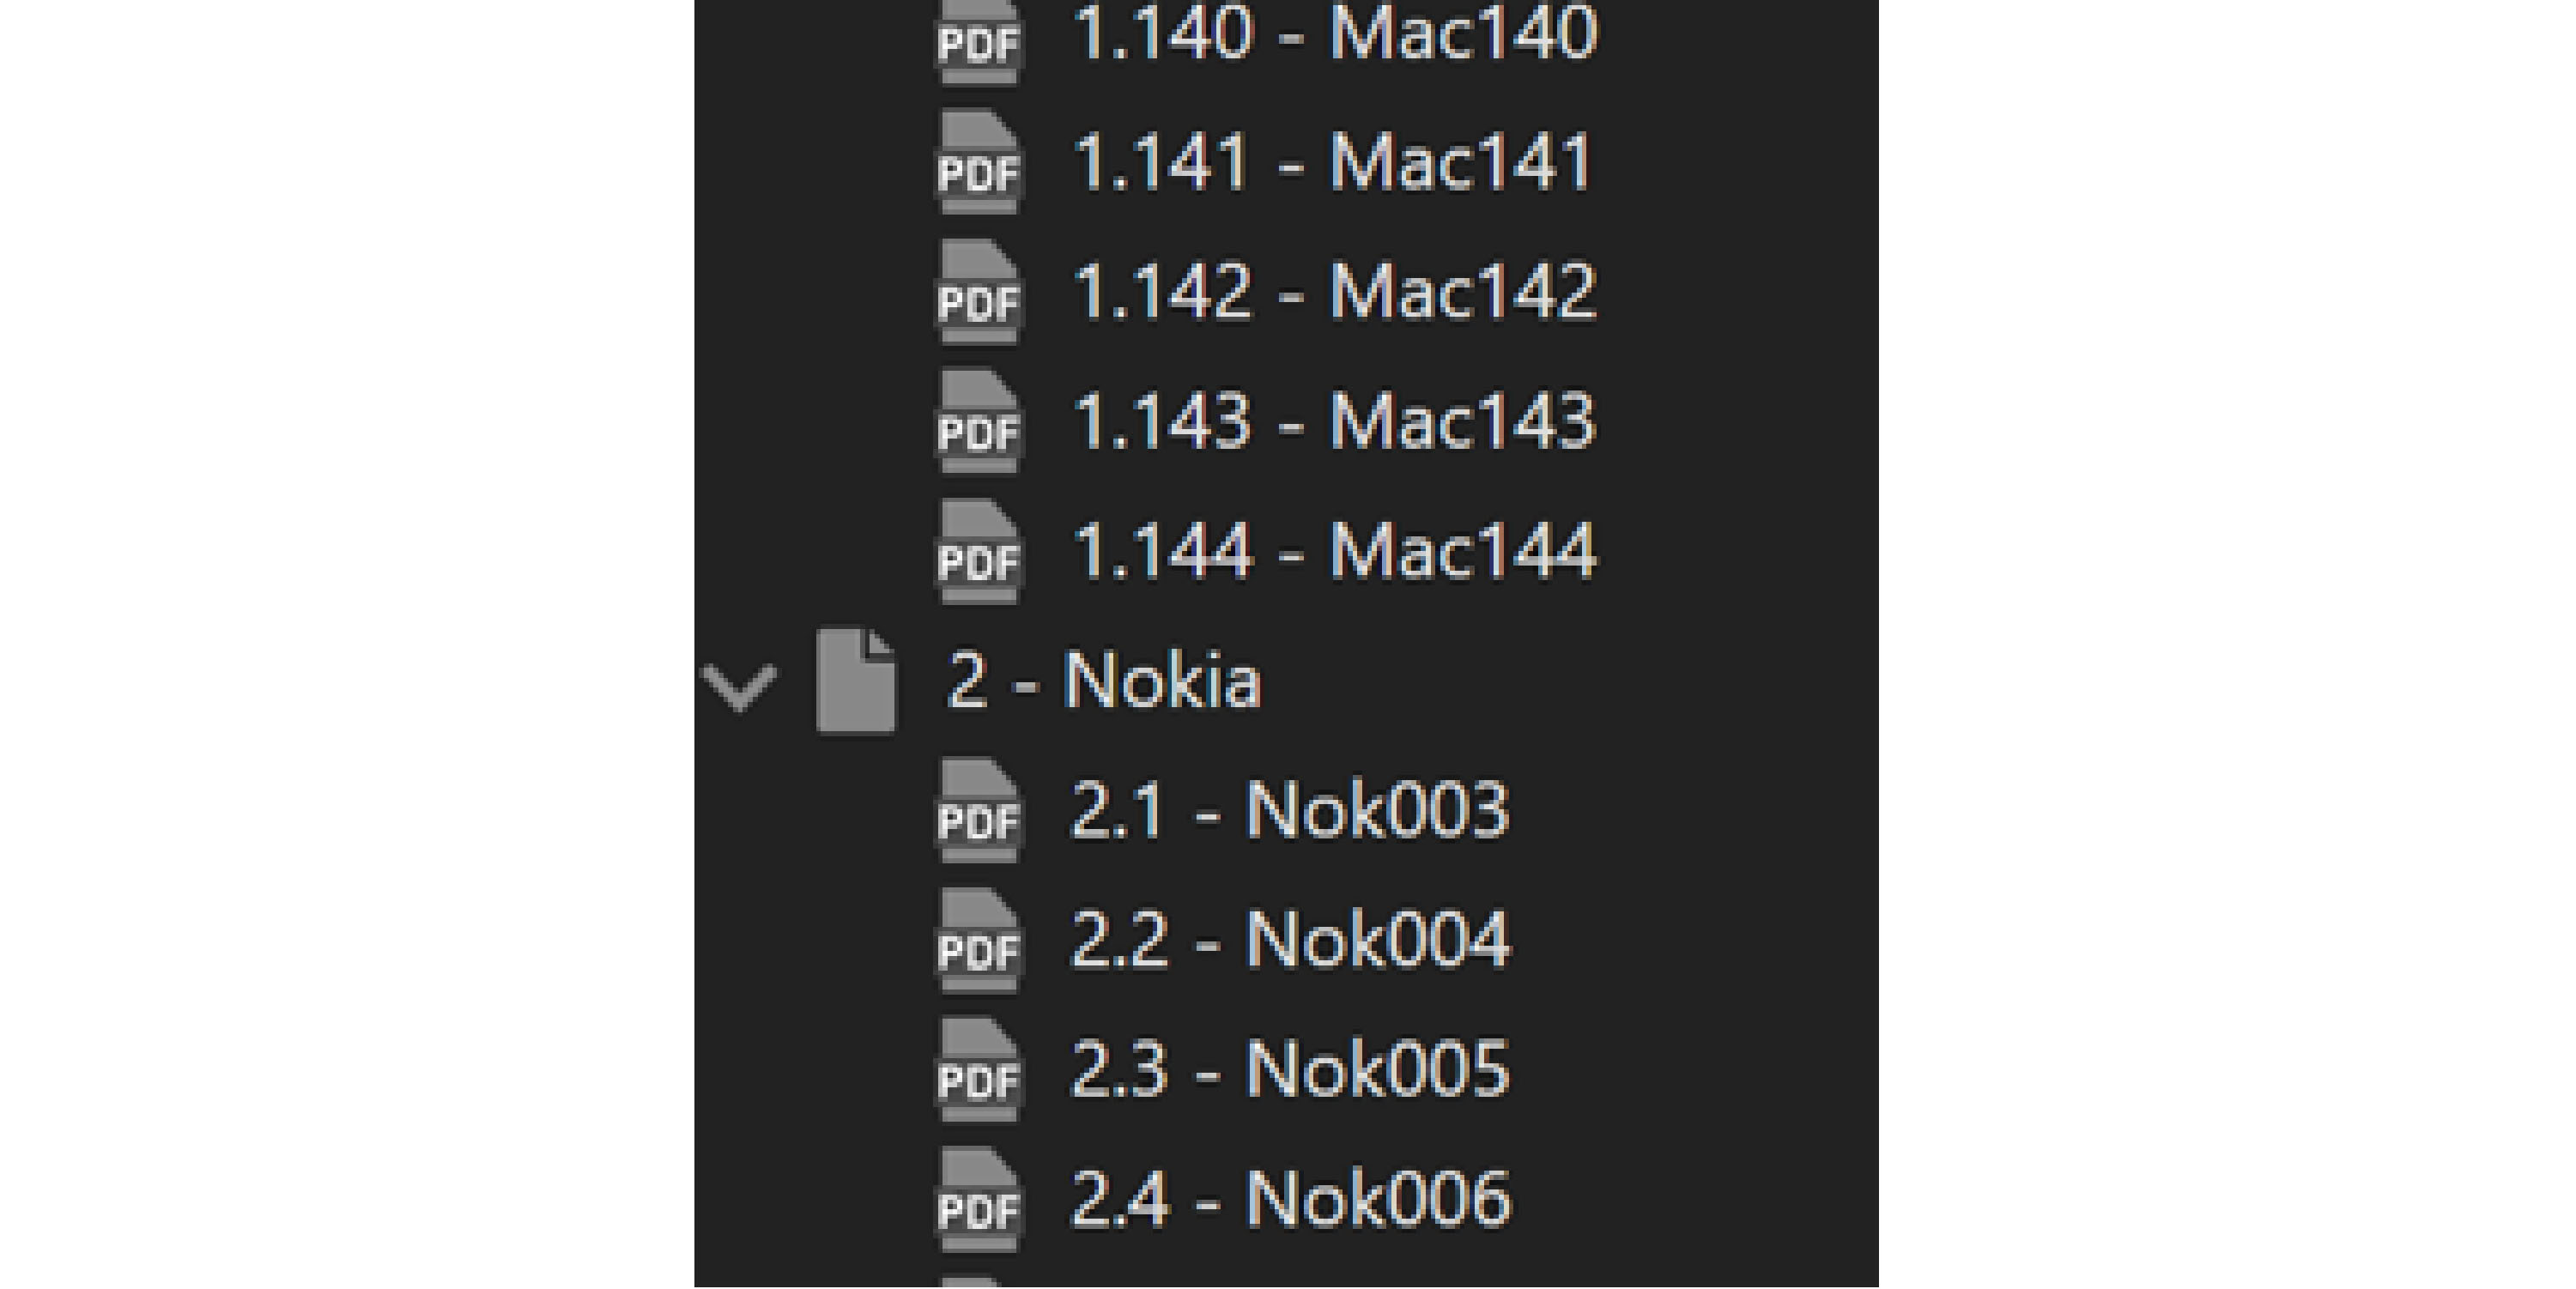 PDF 1.140 - Mac140
PDF 1.141 - Mac141
PDF 1.142 - Mac142
PDF 1.143 - Mac143
PDF 1.144 - Mac144
2 - Nokia
PDF 2.1 - Nok003
PDF 2.2 - Nok004
PDF 2.3 - Nok005
PDF 2.4 - Nok006